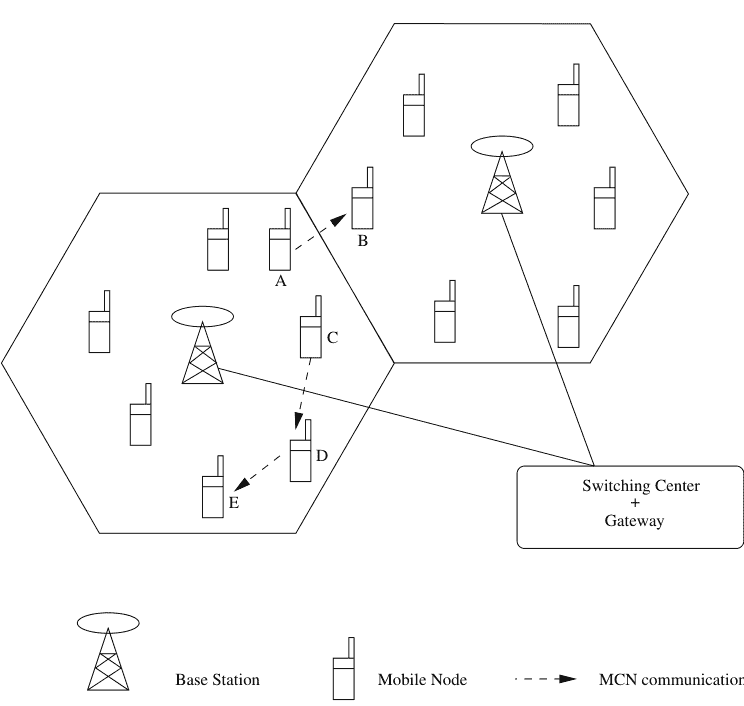 B
A
C
D
E
Switching Center
+
Gateway
Base Station
Mobile Node
MCN communication